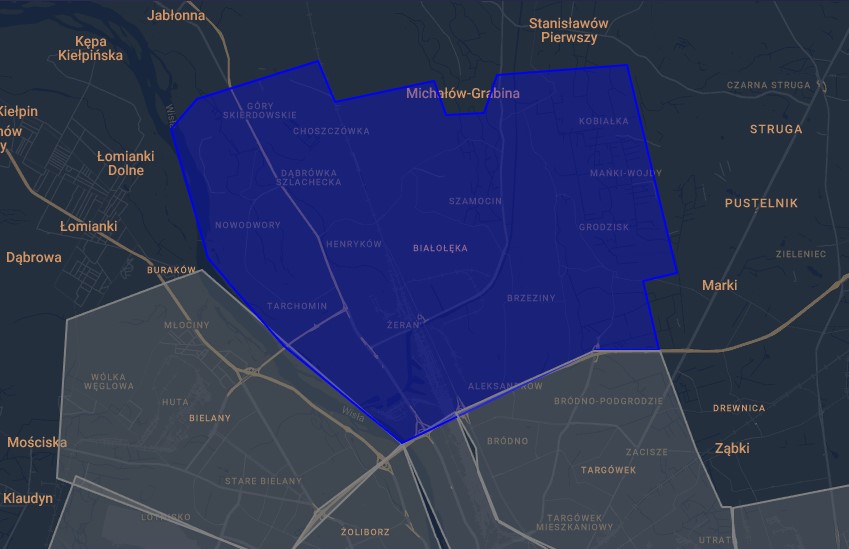 Jabłonna
Stanisławów
Pierwszy
Kępa
Kiełpińska
CZARNA STRUGA
Michałów-Grabina
GÓRY
SKIERDOWSKIE
Kiełpin
Wisła
KOBIAŁKA
STRUGA
CHOSZCZÓWKA
nów
y
Łomianki
Dolne
DĄBRÓWKA
SZLACHECKA
MAŃKI-WOJDY
SZAMOCIN
PUSTELNIK
Łomianki
NOWODWORY
GRODZISK
HENRYKÓW
BIAŁOŁĘKA
Dąbrowa
ZIELENIEC
BURAKÓW
Marki
BRZEZINY
TARCHOMIN
MŁOCINY
ŻERAŃ
WÓLKA
WĘGLOWA
ALEKSANDRÓW
HUTA
BRÓDNO-PODGRODZIE
DREWNICA
BIELANY
Wisła
Mościska
BRÓDNO
Ząbki
ZACISZE
TARGÓWEK
STARE BIELANY
Klaudyn
LOTNISKO
TARGÓWEK
MIESZKANIOWY
ŻOLIBORZ
UTRAT